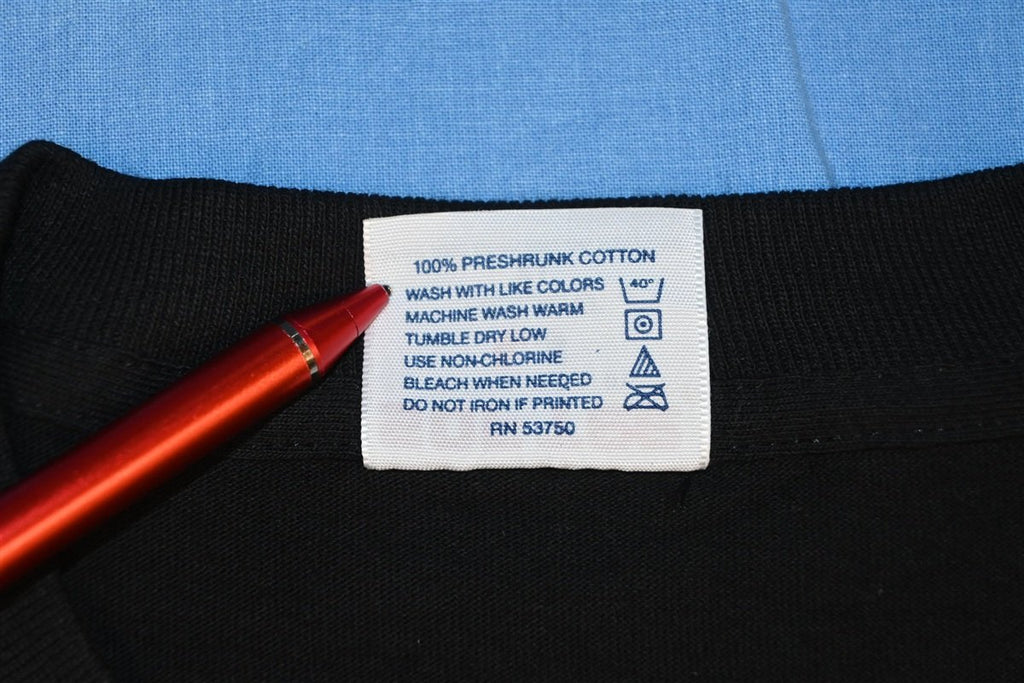 100% PRESHRUNK COTTON
WASH WITH LIKE COLORS 40°
MACHINE WASH WARM
TUMBLE DRY LOW
USE NON-CHLORINE
BLEACH WHEN NEEDED
DO NOT IRON IF PRINTED
RN 53750